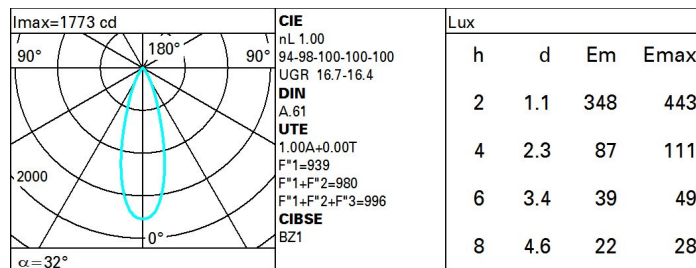 Imax=1773 cd
90° 180° 90°
2000
0°
α=32°
CIE
nL 1.00
94-98-100-100-100
UGR 16.7-16.4
DIN
A.61
UTE
1.00A+0.00T
F"1=939
F"1+F"2=980
F"1+F"2+F"3=996
CIBSE
BZ1
Lux
h d Em Emax
2 1.1 348 443
4 2.3 87 111
6 3.4 39 49
8 4.6 22 28